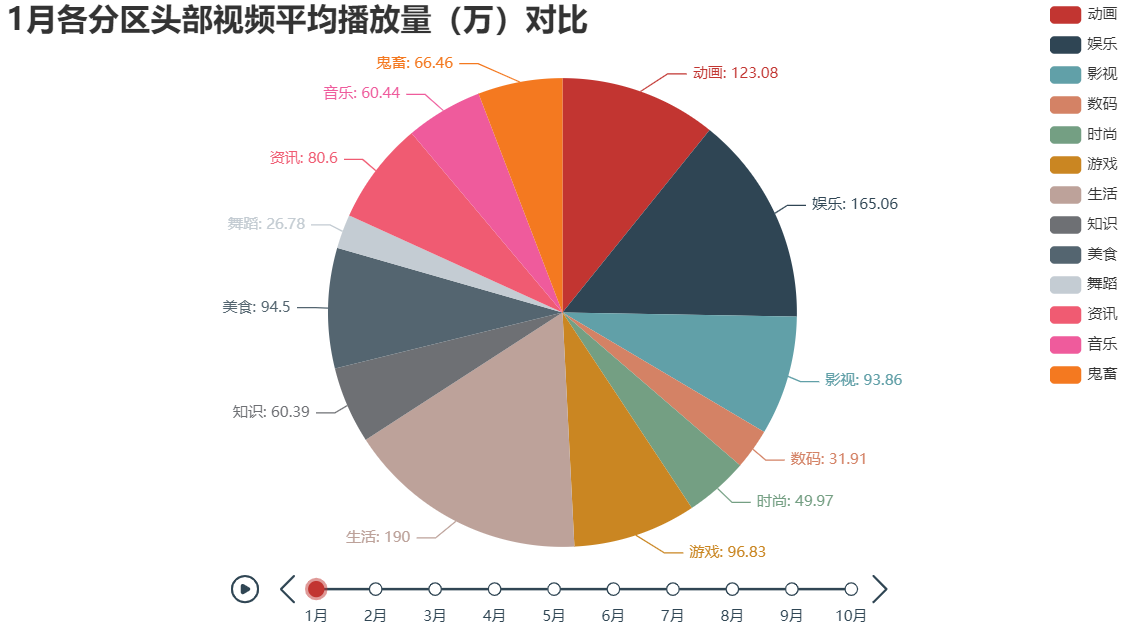 1月各分区头部视频平均播放量（万）对比
动画
娱乐
影视
数码
时尚
游戏
生活
知识
美食
舞蹈
资讯
音乐
鬼畜
鬼畜: 66.46
动画: 123.08
音乐: 60.44
资讯: 80.6
娱乐: 165.06
舞蹈: 26.78
美食: 94.5
影视: 93.86
知识: 60.39
数码: 31.91
时尚: 49.97
生活: 190
游戏: 96.83
1月 2月 3月 4月 5月 6月 7月 8月 9月 10月